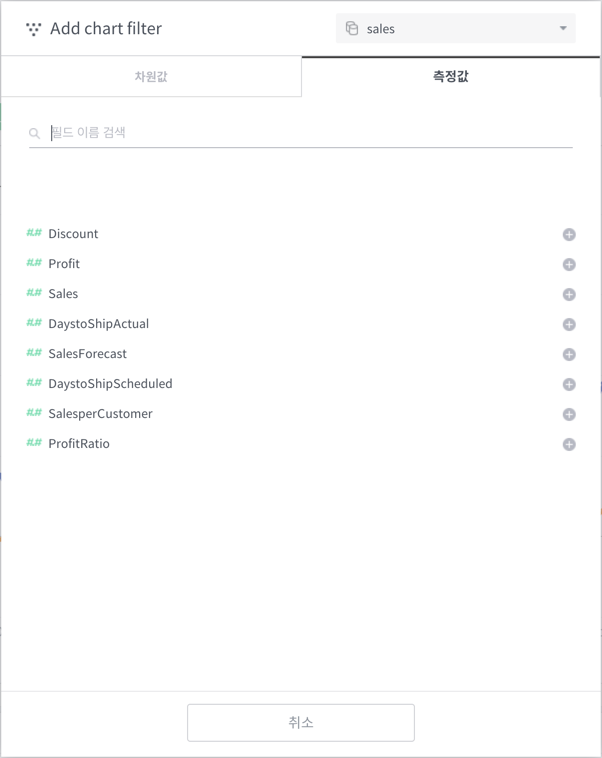 Add chart filter
sales
차원값
측정값
필드 이름 검색
#.# Discount
#.# Profit
#.# Sales
#.# DaystoShipActual
#.# SalesForecast
#.# DaystoShipScheduled
#.# SalesperCustomer
#.# ProfitRatio
취소